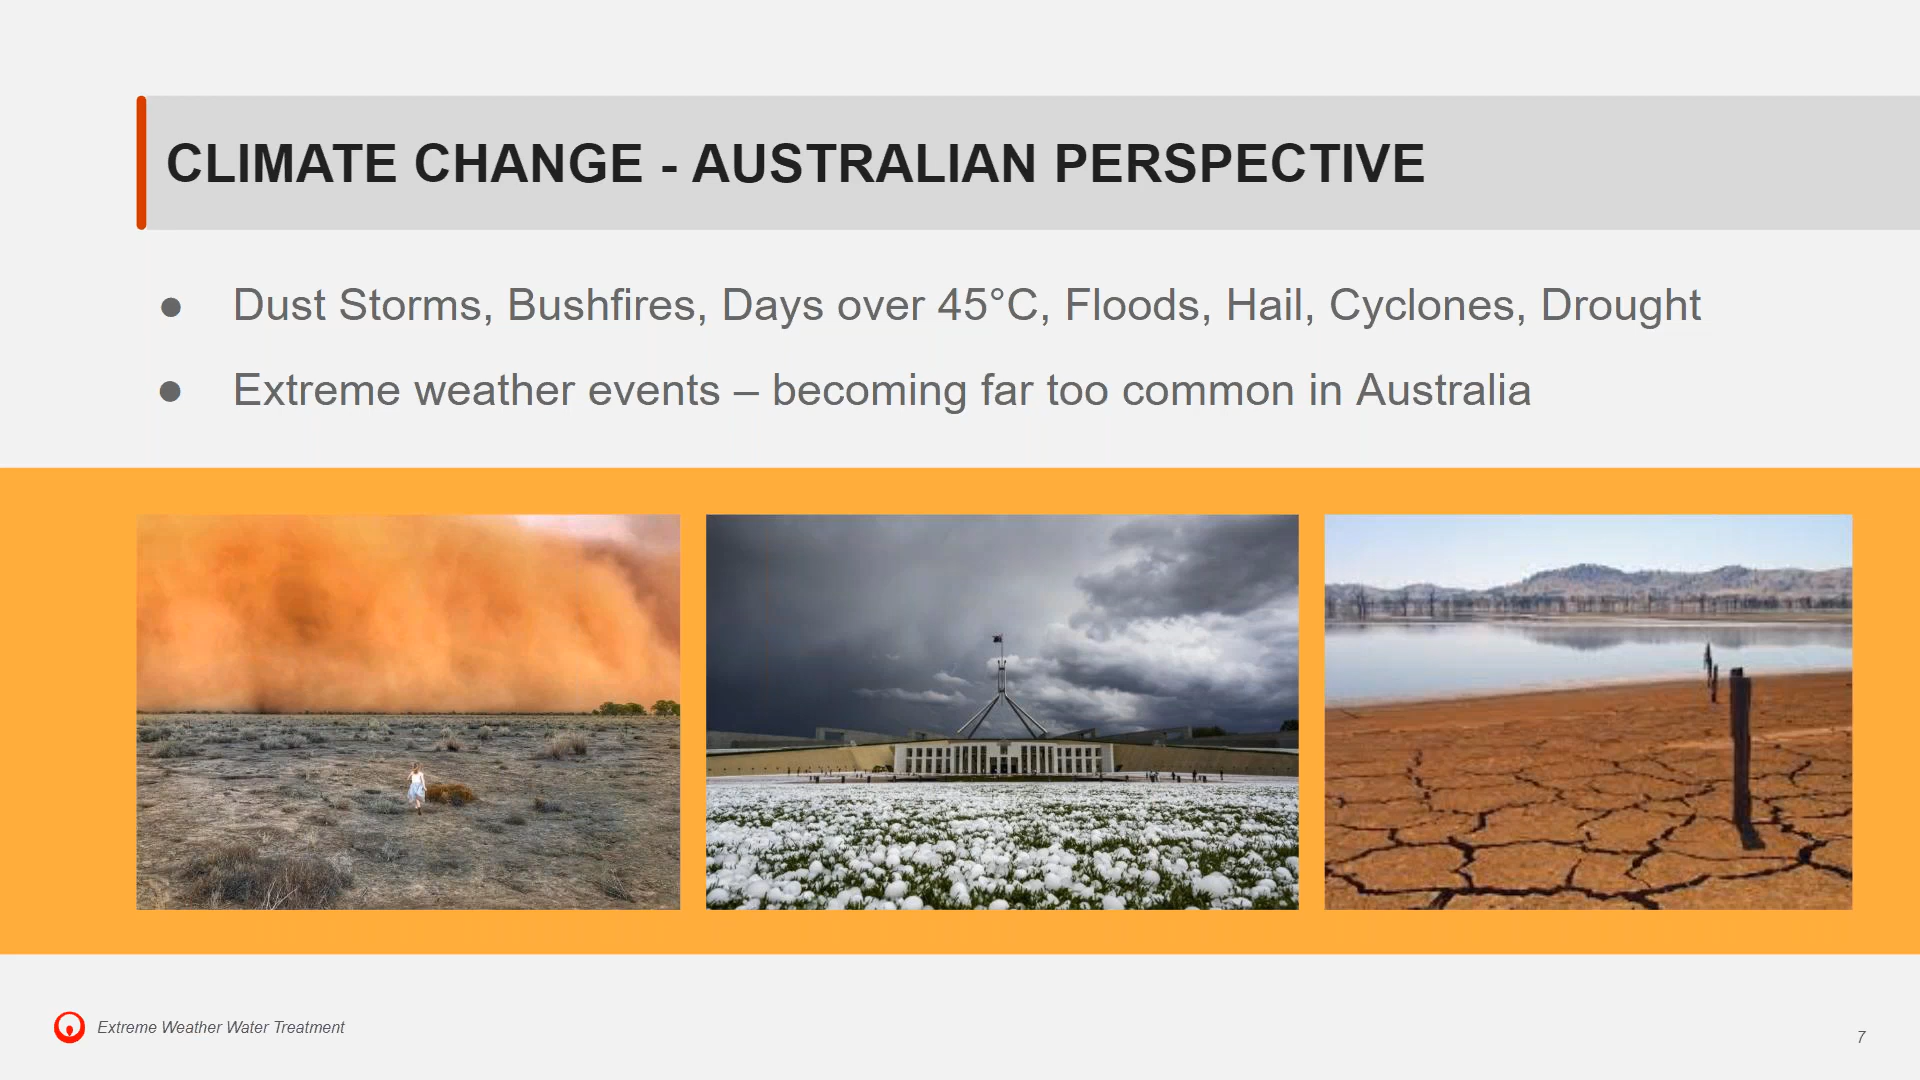 CLIMATE CHANGE - AUSTRALIAN PERSPECTIVE
● Dust Storms, Bushfires, Days over 45°C, Floods, Hail, Cyclones, Drought
● Extreme weather events – becoming far too common in Australia
Extreme Weather Water Treatment
7